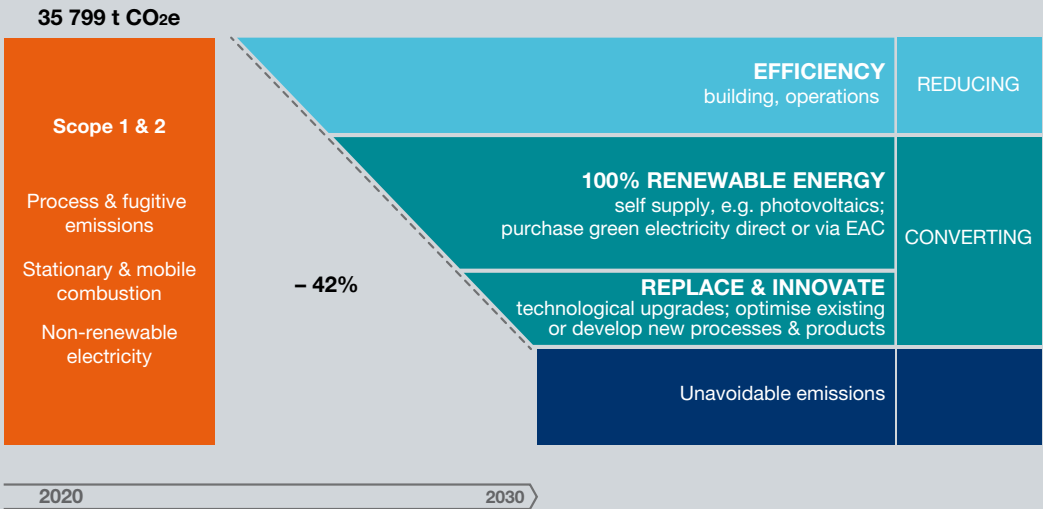 35 799 t CO₂e
Scope 1 & 2
Process & fugitive
emissions
Stationary & mobile
combustion
Non-renewable
electricity
– 42%
EFFICIENCY
building, operations
REDUCING
100% RENEWABLE ENERGY
self supply, e.g. photovoltaics;
purchase green electricity direct or via EAC
CONVERTING
REPLACE & INNOVATE
technological upgrades; optimise existing
or develop new processes & products
Unavoidable emissions
2020
2030